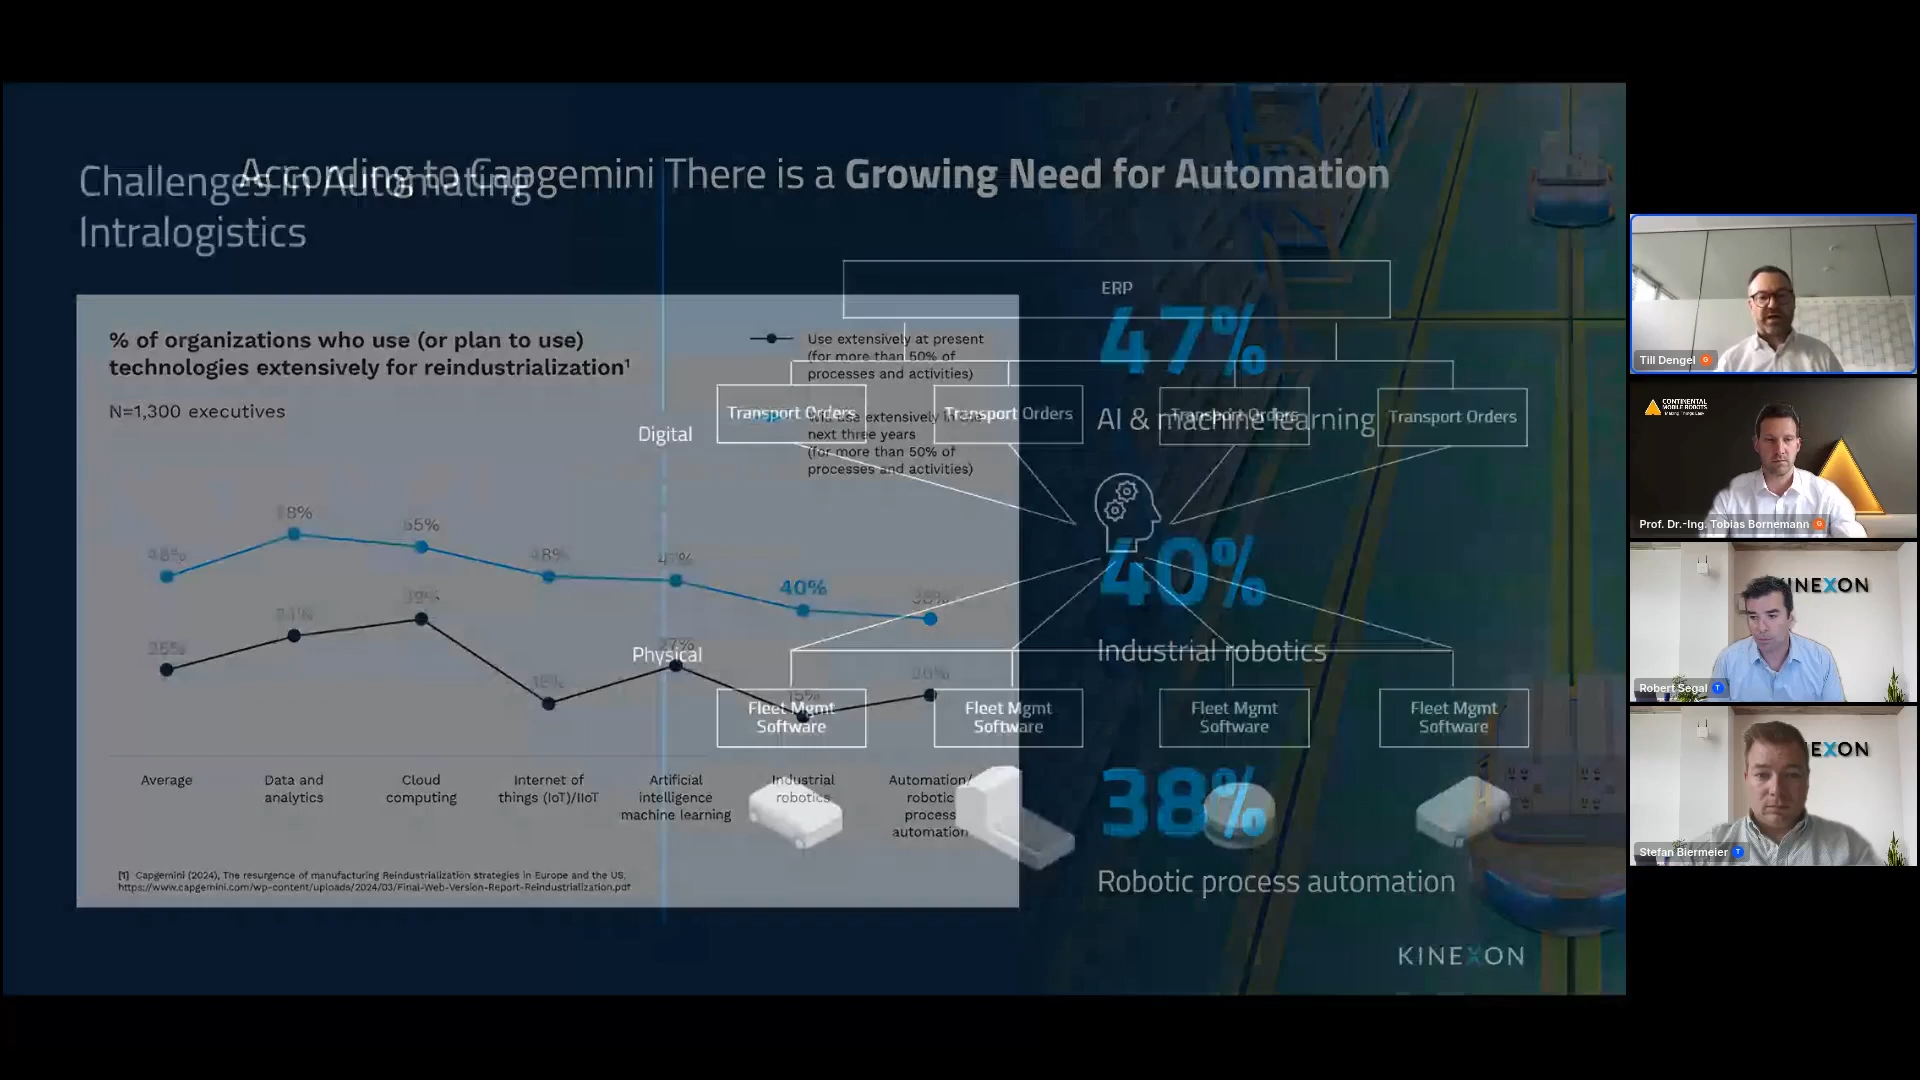 According to Capgemini There is a Growing Need for Automation
Challenges in Automating
Intralogistics
% of organizations who use (or plan to use)
technologies extensively for reindustrialization¹
N=1,300 executives
Use extensively at present
(for more than 50% of
processes and activities)
next three years
(for more than 50% of
processes and activities)
40%
Average
Data and
analytics
Cloud
computing
Internet of
things (IoT)/IIoT
Artificial
intelligence
machine learning
Industrial
robotics
Automation/
robotic
process
automation
[1] Capgemini (2024), The resurgence of manufacturing Reindustrialization strategies in Europe and the US,
https://www.capgemini.com/wp-content/uploads/2024/03/Final-Web-Version-Report-Reindustrialization.pdf
Digital
Physical
ERP
Transport Orders
Transport Orders
Transport Orders
Transport Orders
Fleet Mgmt
Software
Fleet Mgmt
Software
Fleet Mgmt
Software
Fleet Mgmt
Software
47%
AI & machine learning
40%
Industrial robotics
38%
Robotic process automation
KINEXON
Till Dengel
CONTINENTAL
MOBILE ROBOTS
Making Things Easy
Prof. Dr.-Ing. Tobias Bornemann
KINEXON
Robert Segal
Stefan Biermeier